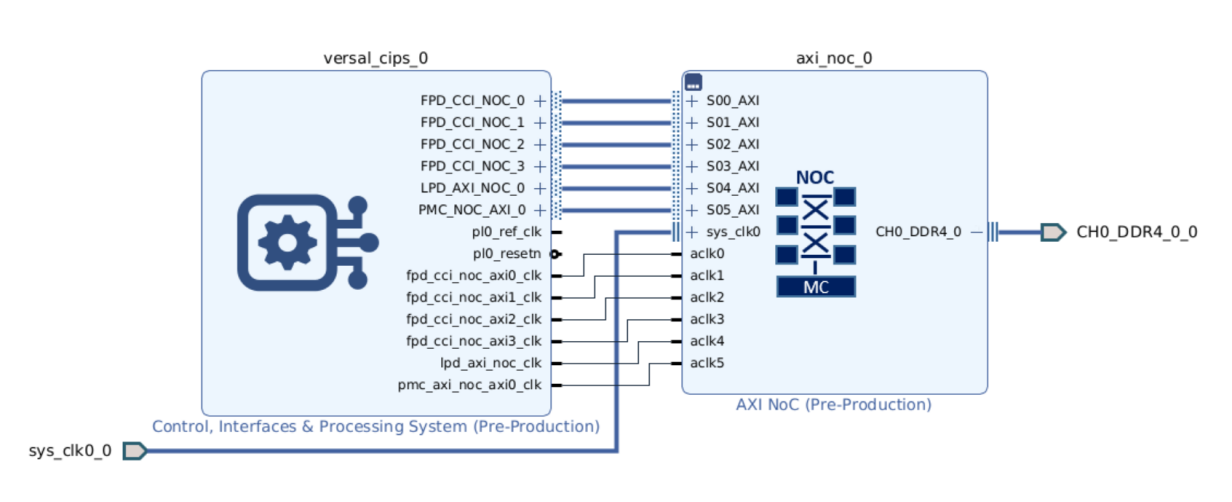 versal_cips_0
axi_noc_0
FPD_CCI_NOC_0
S00_AXI
FPD_CCI_NOC_1
S01_AXI
FPD_CCI_NOC_2
S02_AXI
FPD_CCI_NOC_3
S03_AXI
LPD_AXI_NOC_0
S04_AXI
PMC_NOC_AXI_0
S05_AXI
pl0_ref_clk
sys_clk0
pl0_resetn
aclk0
fpd_cci_noc_axi0_clk
aclk1
fpd_cci_noc_axi1_clk
aclk2
fpd_cci_noc_axi2_clk
aclk3
fpd_cci_noc_axi3_clk
aclk4
lpd_axi_noc_clk
aclk5
pmc_axi_noc_axi0_clk
NOC
MC
CH0_DDR4_0
CH0_DDR4_0_0
Control, Interfaces & Processing System (Pre-Production)
AXI NoC (Pre-Production)
sys_clk0_0